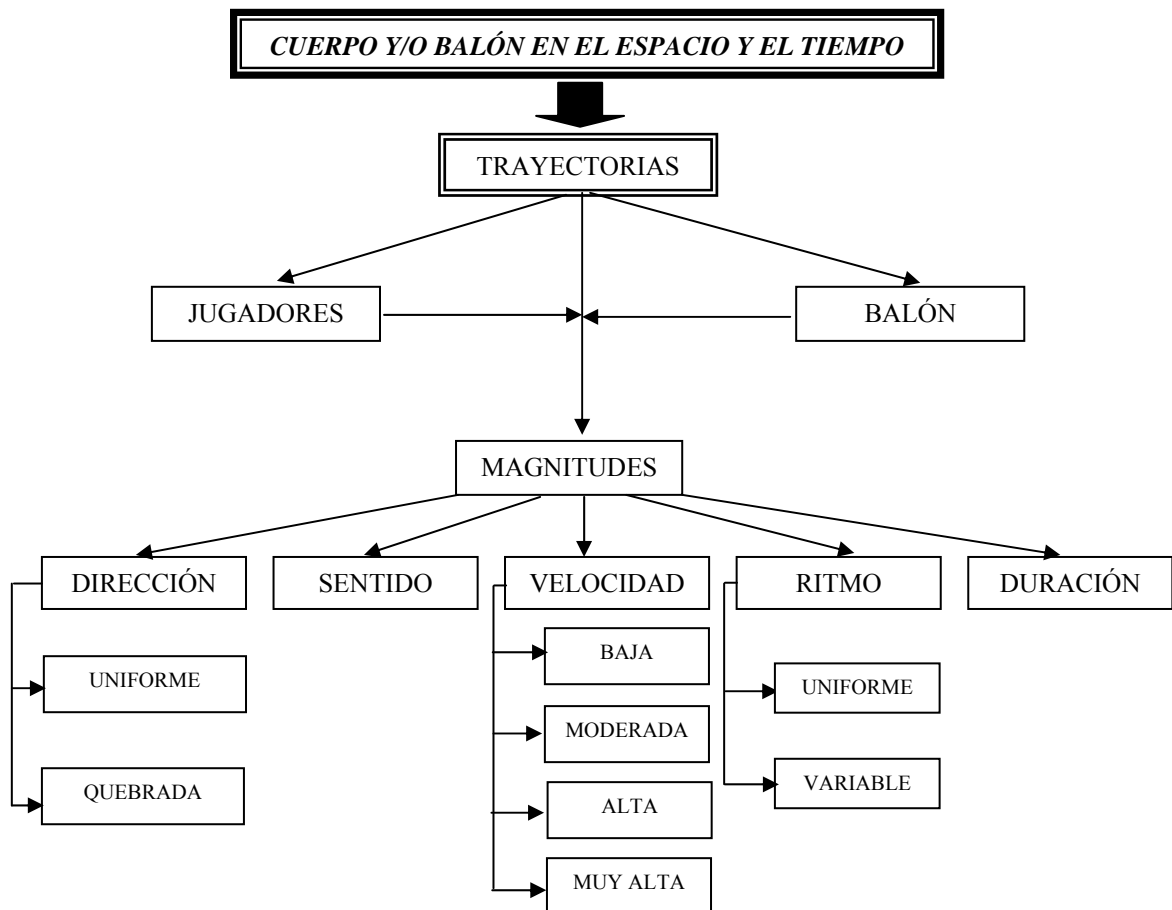 CUERPO Y/O BALÓN EN EL ESPACIO Y EL TIEMPO
TRAYECTORIAS
JUGADORES
BALÓN
MAGNITUDES
DIRECCIÓN
SENTIDO
VELOCIDAD
RITMO
DURACIÓN
UNIFORME
QUEBRADA
BAJA
MODERADA
ALTA
MUY ALTA
UNIFORME
VARIABLE